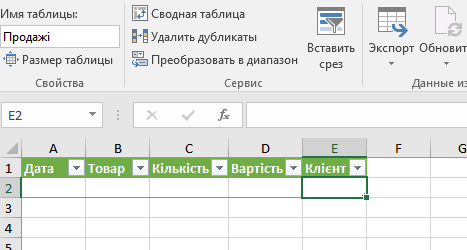 Имя таблицы:
Продажі
Размер таблицы
Свойства
Сводная таблица
Удалить дубликаты
Преобразовать в диапазон
Вставить
срез
Сервис
Экспорт
Обновит
Данные из
E2
fx
A B C D E F G
1 Дата Товар Кількість Вартість Клієнт
2
3
4
5